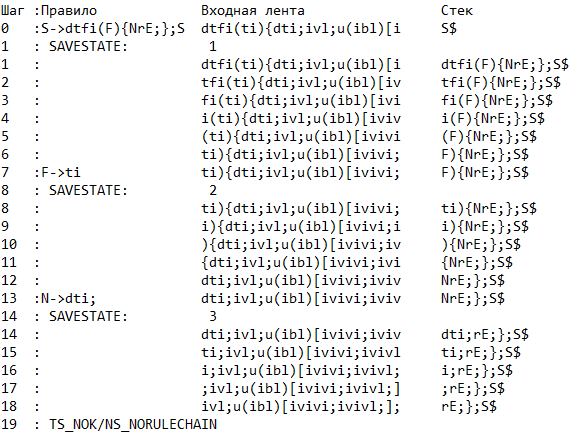 Шаг :Правило Входная лента Стек
0 :S->dtfi(F){NrE;};S dtfi(ti){dti;ivl;u(ibl)[i S$
1 : SAVESTATE: 1
1 : dtfi(ti){dti;ivl;u(ibl)[i dtfi(F){NrE;};S$
2 : tfi(ti){dti;ivl;u(ibl)[iv tfi(F){NrE;};S$
3 : fi(ti){dti;ivl;u(ibl)[ivi fi(F){NrE;};S$
4 : i(ti){dti;ivl;u(ibl)[iviv i(F){NrE;};S$
5 : (ti){dti;ivl;u(ibl)[ivivi (F){NrE;};S$
6 : ti){dti;ivl;u(ibl)[ivivi; F){NrE;};S$
7 :F->ti ti){dti;ivl;u(ibl)[ivivi; F){NrE;};S$
8 : SAVESTATE: 2
8 : ti){dti;ivl;u(ibl)[ivivi; ti){NrE;};S$
9 : i){dti;ivl;u(ibl)[ivivi;i i){NrE;};S$
10 : ){dti;ivl;u(ibl)[ivivi;iv ){NrE;};S$
11 : {dti;ivl;u(ibl)[ivivi;ivi {NrE;};S$
12 : dti;ivl;u(ibl)[ivivi;iviv NrE;};S$
13 :N->dti; dti;ivl;u(ibl)[ivivi;iviv NrE;};S$
14 : SAVESTATE: 3
14 : dti;ivl;u(ibl)[ivivi;iviv dti;rE;};S$
15 : ti;ivl;u(ibl)[ivivi;ivivl ti;rE;};S$
16 : i;ivl;u(ibl)[ivivi;ivivl; i;rE;};S$
17 : ;ivl;u(ibl)[ivivi;ivivl;] ;rE;};S$
18 : ivl;u(ibl)[ivivi;ivivl;]; rE;};S$
19 : TS_NOK/NS_NORULECHAIN